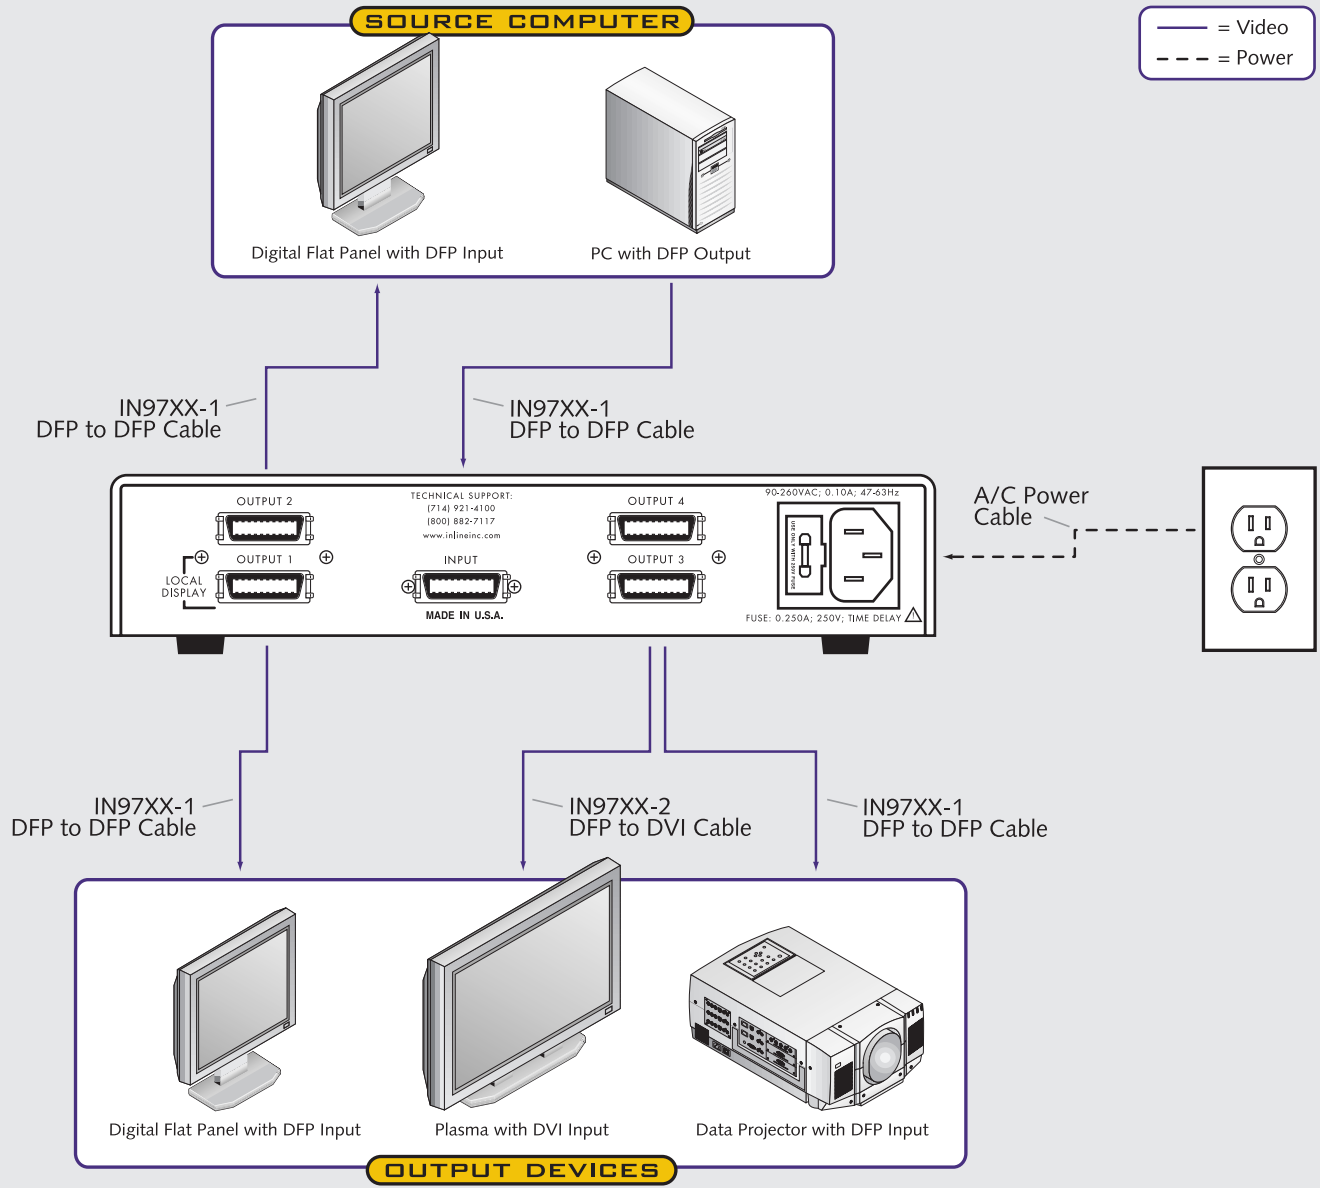 SOURCE COMPUTER
= Video
= Power
Digital Flat Panel with DFP Input
PC with DFP Output
IN97XX-1
DFP to DFP Cable
IN97XX-1
DFP to DFP Cable
OUTPUT 2
TECHNICAL SUPPORT:
(714) 921-4100
(800) 882-7117
www.inlineinc.com
OUTPUT 4
90-260VAC; 0.10A; 47-63Hz
USE ONLY WITH 250V FUSE
A/C Power
Cable
OUTPUT 1
INPUT
OUTPUT 3
LOCAL
DISPLAY
MADE IN U.S.A.
FUSE: 0.250A; 250V; TIME DELAY
IN97XX-1
DFP to DFP Cable
IN97XX-2
DFP to DVI Cable
IN97XX-1
DFP to DFP Cable
Digital Flat Panel with DFP Input
Plasma with DVI Input
Data Projector with DFP Input
OUTPUT DEVICES